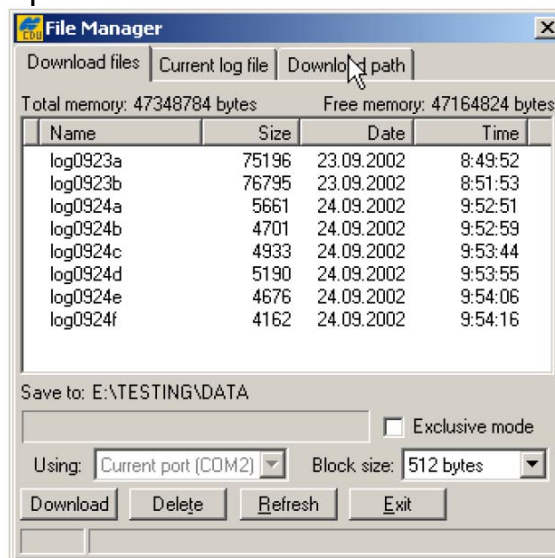 File Manager
Download files Current log file Download path
Total memory: 47348784 bytes Free memory: 47164824 bytes
Name Size Date Time
log0923a 75196 23.09.2002 8:49:52
log0923b 76795 23.09.2002 8:51:53
log0924a 5661 24.09.2002 9:52:51
log0924b 4701 24.09.2002 9:52:59
log0924c 4933 24.09.2002 9:53:44
log0924d 5190 24.09.2002 9:53:55
log0924e 4676 24.09.2002 9:54:06
log0924f 4162 24.09.2002 9:54:16
Save to: E:\TESTING\DATA
Exclusive mode
Using: Current port (COM2) Block size: 512 bytes
Download Delete Refresh Exit